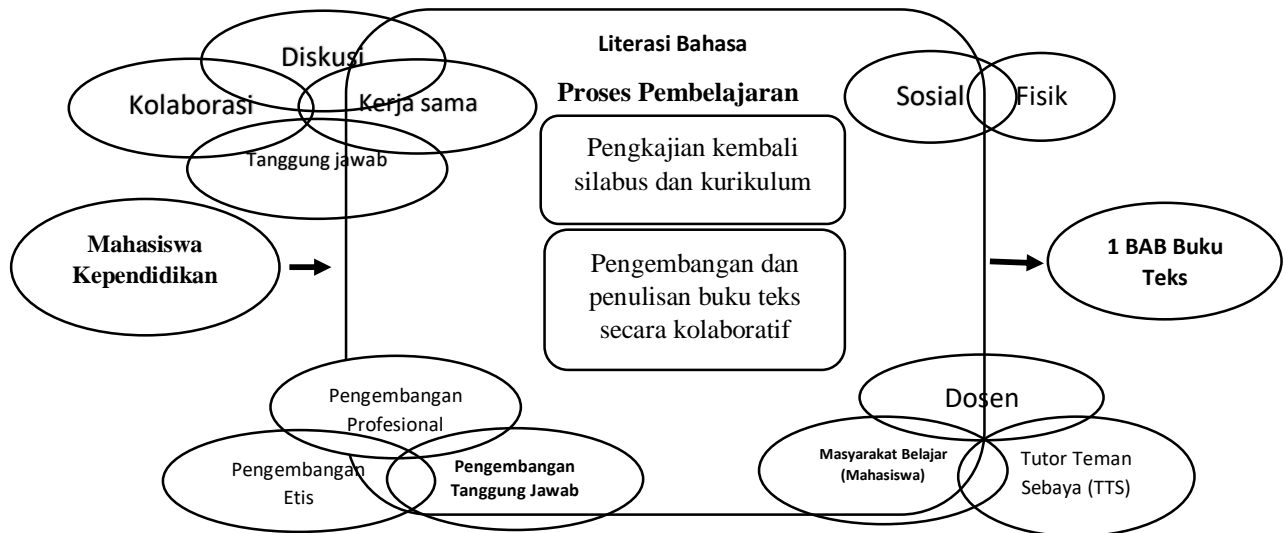 Literasi Bahasa
Diskusi
Kolaborasi
Kerja sama
Tanggung jawab
Proses Pembelajaran
Sosial
Fisik
Pengkajian kembali
silabus dan kurikulum
Mahasiswa
Kependidikan
Pengembangan dan
penulisan buku teks
secara kolaboratif
1 BAB Buku
Teks
Pengembangan
Profesional
Pengembangan
Etis
Pengembangan
Tanggung Jawab
Dosen
Masyarakat Belajar
(Mahasiswa)
Tutor Teman
Sebaya (TTS)